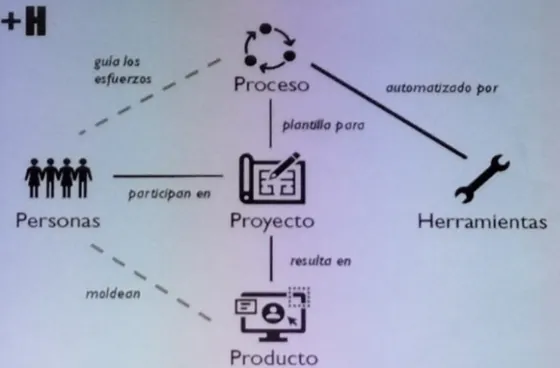 +H
guía los
esfuerzos
Proceso
automatizado por
plantilla para
participan en
Personas
Proyecto
Herramientas
resulta en
moldean
Producto